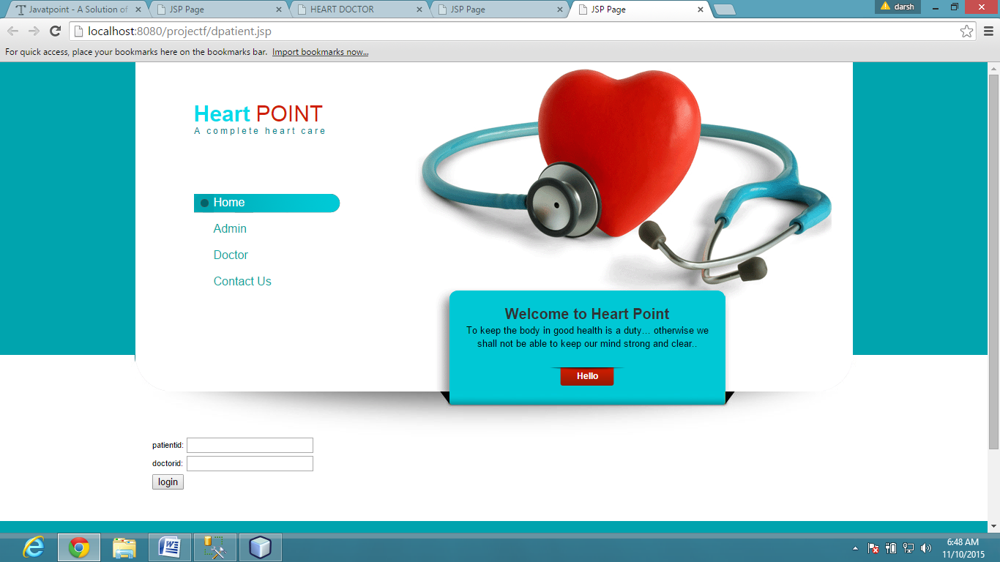 Javatpoint - A Solution of
JSP Page
HEART DOCTOR
JSP Page
JSP Page
darsh
localhost:8080/projectf/dpatient.jsp
For quick access, place your bookmarks here on the bookmarks bar. Import bookmarks now...
Heart POINT
A complete heart care
Home
Admin
Doctor
Contact Us
Welcome to Heart Point
To keep the body in good health is a duty... otherwise we
shall not be able to keep our mind strong and clear..
Hello
patientid:
doctorid:
login
6:48 AM
11/10/2015